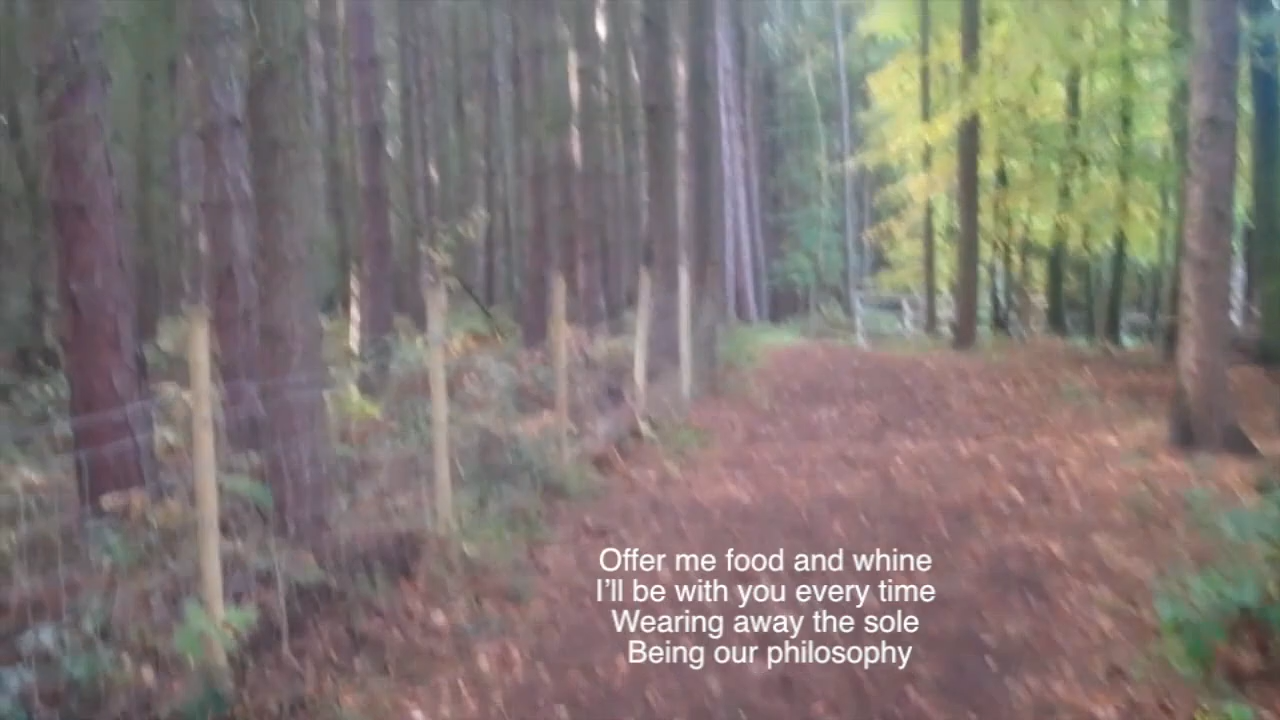 Offer me food and whine
I'll be with you every time
Wearing away the sole
Being our philosophy